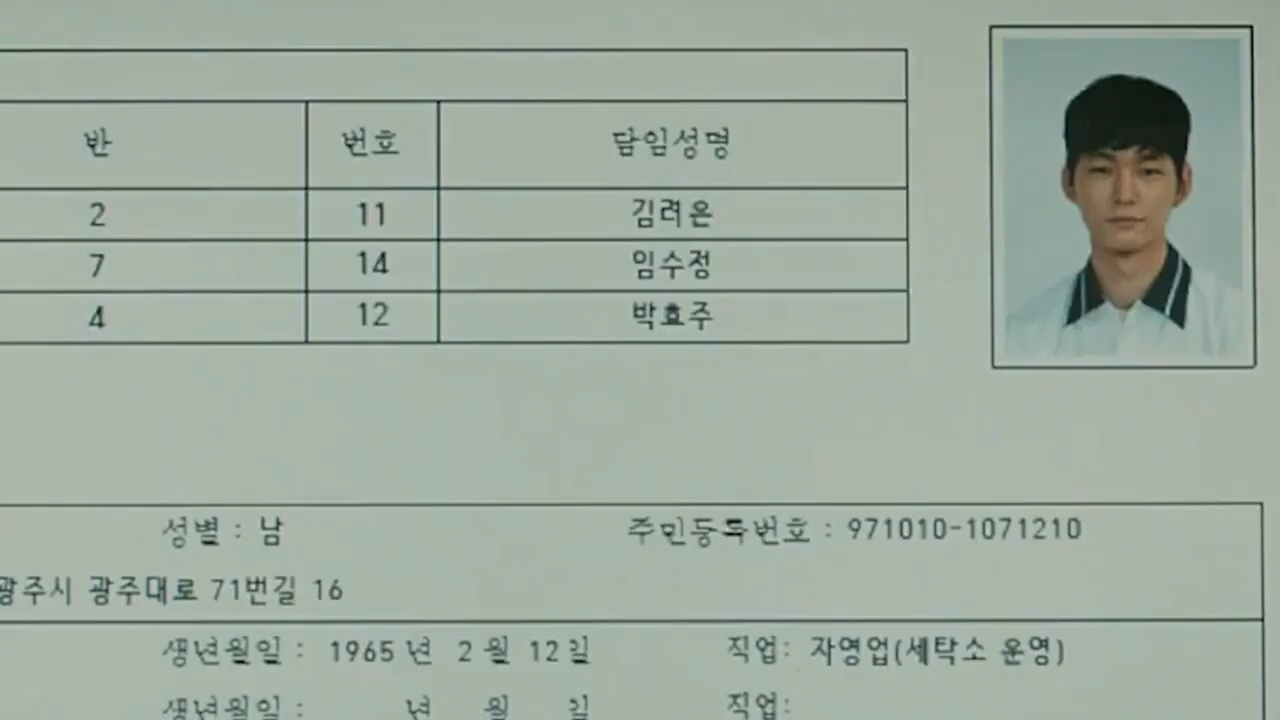 반 번호 담임성명
2 11 김려은
7 14 임수정
4 12 박효주
성별 : 남 주민등록번호 : 971010-1071210
광주시 광주대로 71번길 16
생년월일 : 1965 년 2 월 12 일 직업: 자영업(세탁소 운영)
생년월일 : 년 월 일 직업: